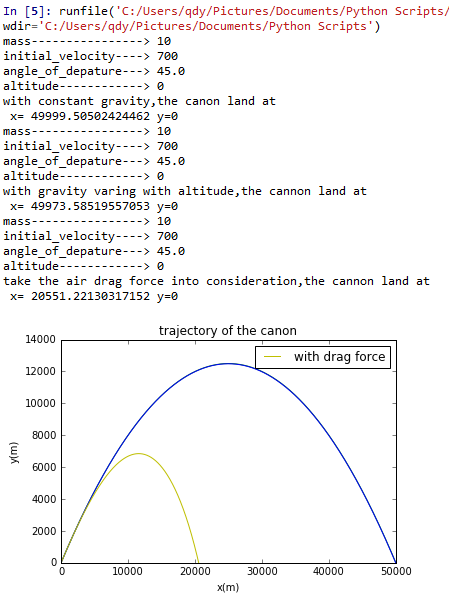 In [5]: runfile('C:/Users/qdy/Pictures/Documents/Python Scripts/
wdir='C:/Users/qdy/Pictures/Documents/Python Scripts')
mass----------------> 10
initial_velocity----> 700
angle_of_depature---> 45.0
altitude------------> 0
with constant gravity,the canon land at
x= 49999.50502424462 y=0
mass----------------> 10
initial_velocity----> 700
angle_of_depature---> 45.0
altitude------------> 0
with gravity varing with altitude,the cannon land at
x= 49973.58519557053 y=0
mass----------------> 10
initial_velocity----> 700
angle_of_depature---> 45.0
altitude------------> 0
take the air drag force into consideration,the cannon land at
x= 20551.22130317152 y=0
trajectory of the canon
14000
12000
10000
8000
6000
4000
2000
0
y(m)
with drag force
0 10000 20000 30000 40000 50000
x(m)